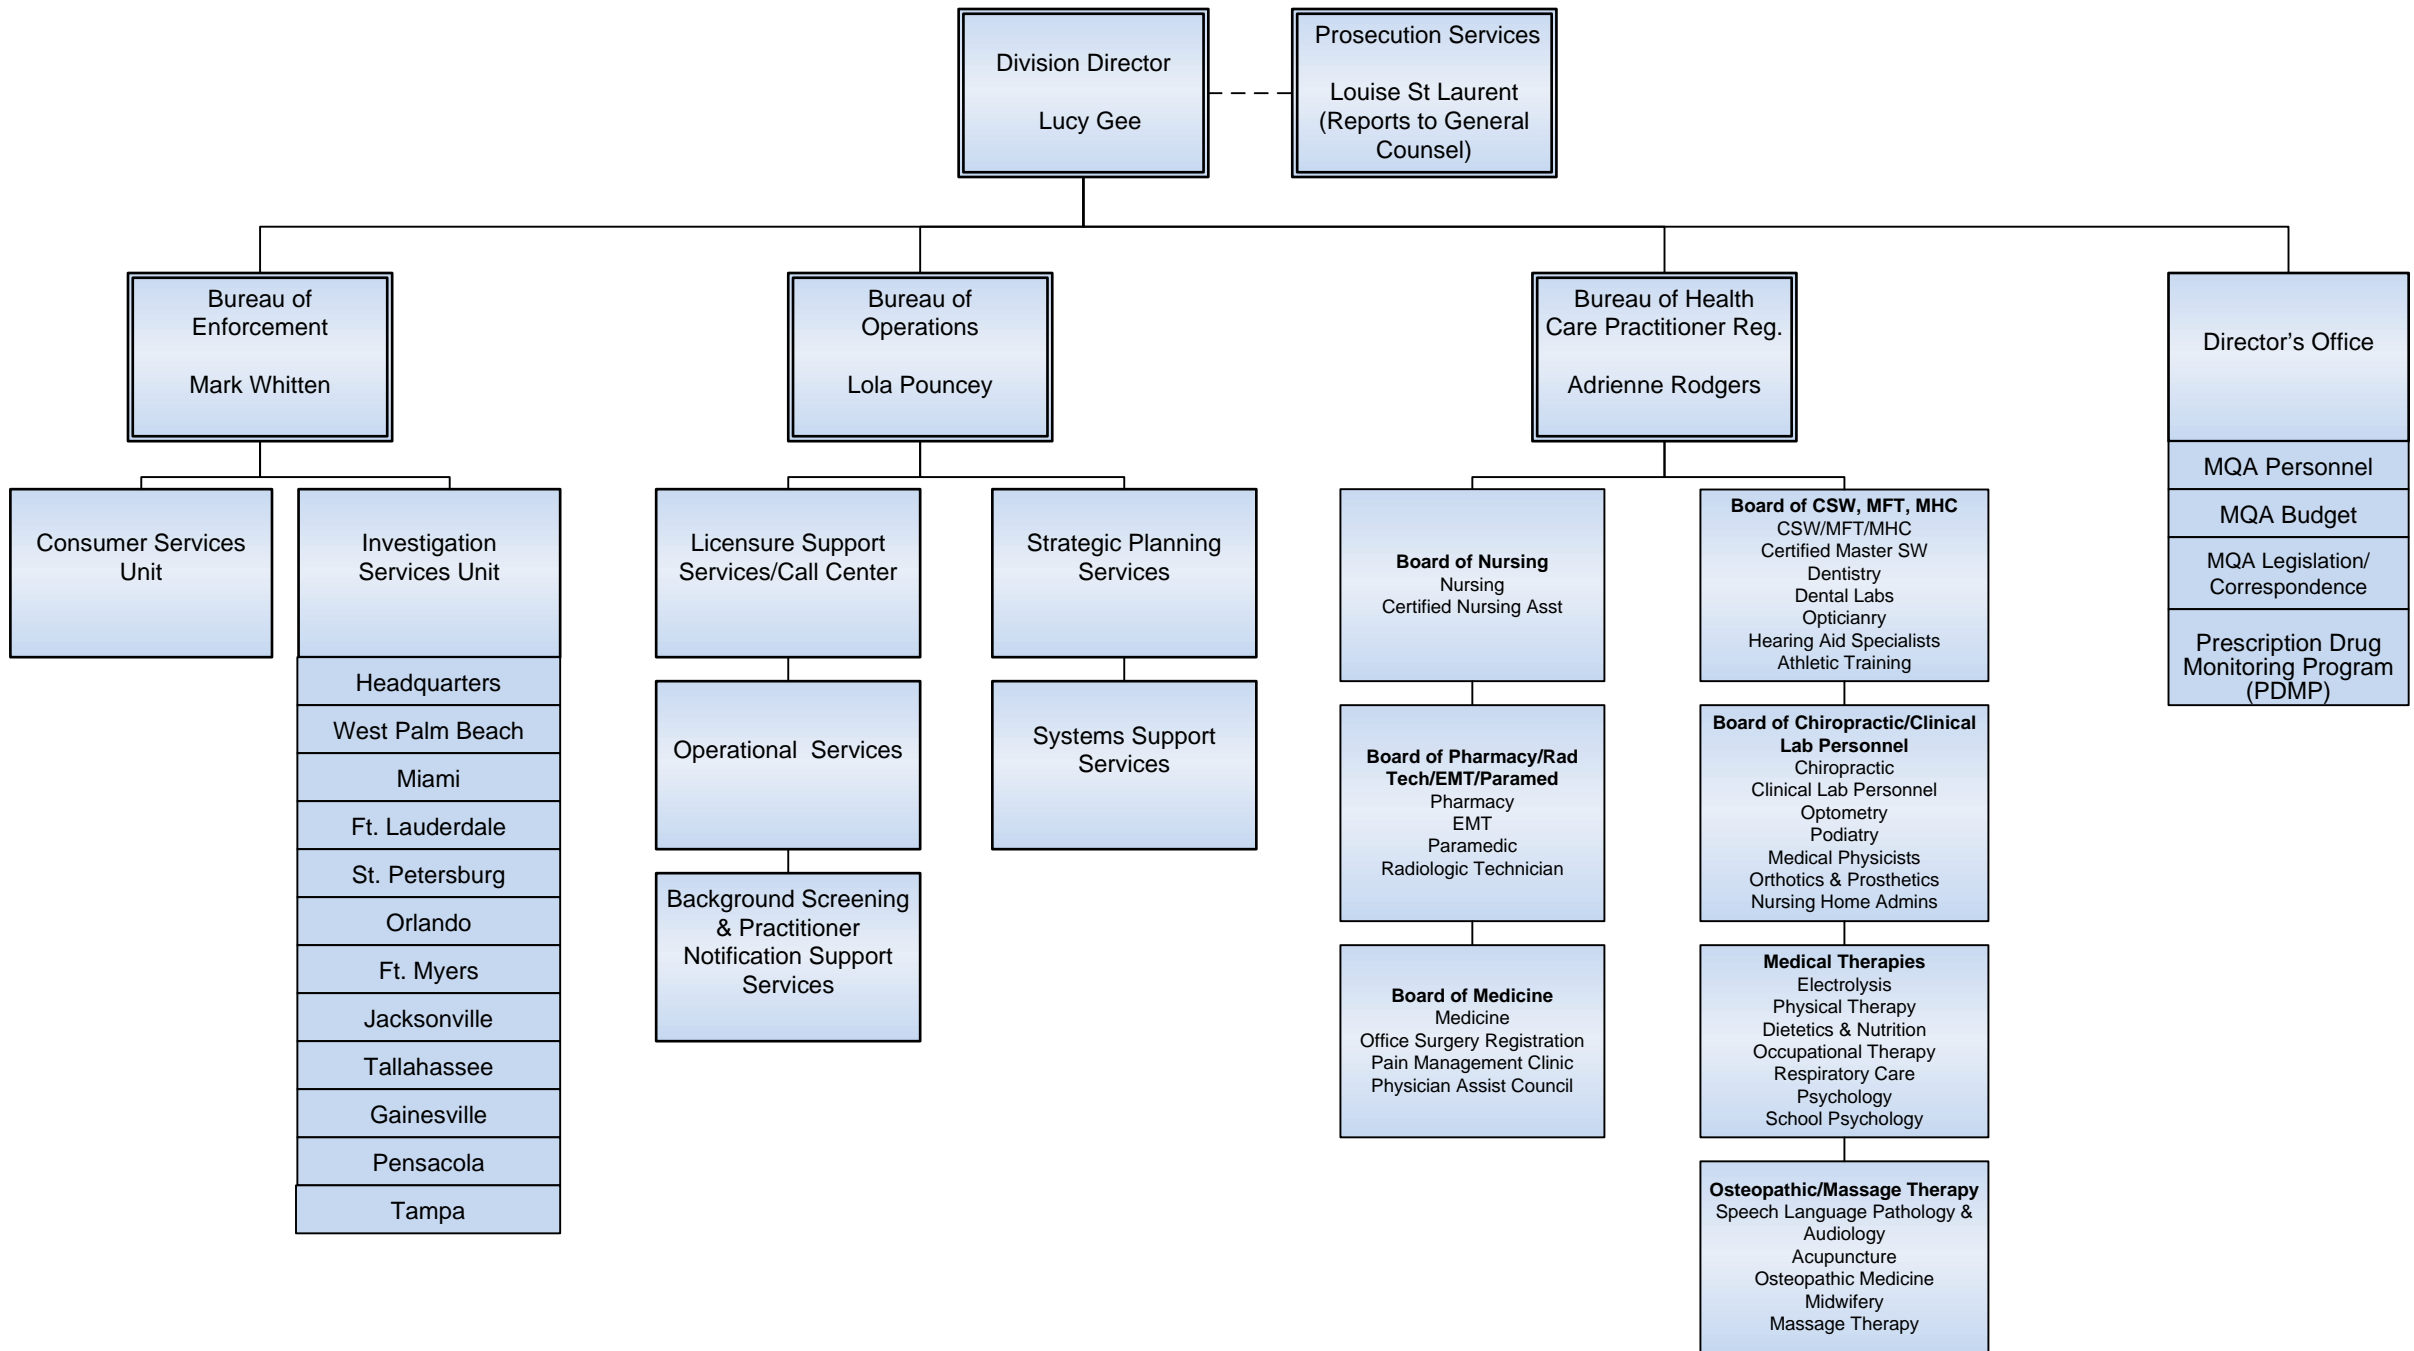 Division Director
Lucy Gee
Prosecution Services
Louise St Laurent
(Reports to General
Counsel)
Bureau of
Enforcement
Mark Whitten
Bureau of
Operations
Lola Pouncey
Bureau of Health
Care Practitioner Reg.
Adrienne Rodgers
Director’s Office
MQA Personnel
MQA Budget
MQA Legislation/
Correspondence
Prescription Drug
Monitoring Program
(PDMP)
Consumer Services
Unit
Investigation
Services Unit
Headquarters
West Palm Beach
Miami
Ft. Lauderdale
St. Petersburg
Orlando
Ft. Myers
Jacksonville
Tallahassee
Gainesville
Pensacola
Tampa
Licensure Support
Services/Call Center
Operational  Services
Background Screening
& Practitioner
Notification Support
Services
Strategic Planning
Services
Systems Support
Services
Board of Nursing
Nursing
Certified Nursing Asst
Board of Pharmacy/Rad
Tech/EMT/Paramed
Pharmacy
EMT
Paramedic
Radiologic Technician
Board of Medicine
Medicine
Office Surgery Registration
Pain Management Clinic
Physician Assist Council
Board of CSW, MFT, MHC
CSW/MFT/MHC
Certified Master SW
Dentistry
Dental Labs
Opticianry
Hearing Aid Specialists
Athletic Training
Board of Chiropractic/Clinical
Lab Personnel
Chiropractic
Clinical Lab Personnel
Optometry
Podiatry
Medical Physicists
Orthotics & Prosthetics
Nursing Home Admins
Medical Therapies
Electrolysis
Physical Therapy
Dietetics & Nutrition
Occupational Therapy
Respiratory Care
Psychology
School Psychology
Osteopathic/Massage Therapy
Speech Language Pathology &
Audiology
Acupuncture
Osteopathic Medicine
Midwifery
Massage Therapy